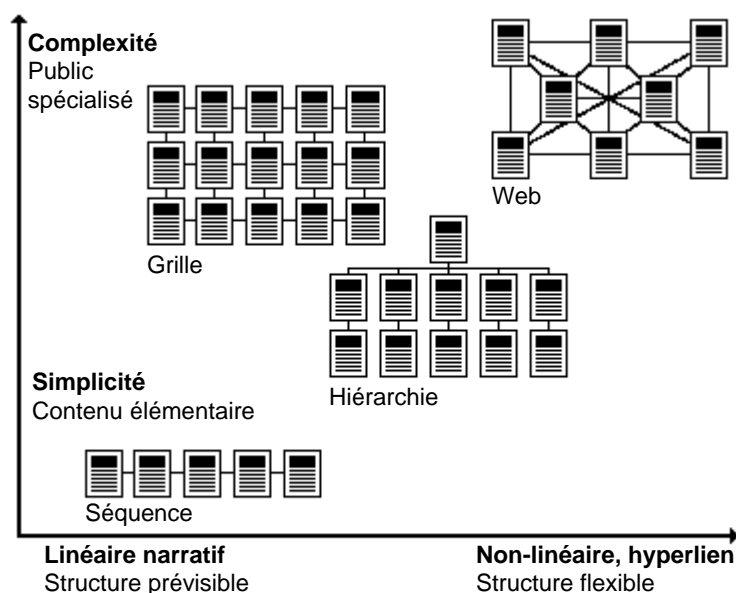 Complexité
Public
spécialisé
Web
Grille
Simplicité
Contenu élémentaire
Hiérarchie
Séquence
Linéaire narratif
Structure prévisible
Non-linéaire, hyperlien
Structure flexible